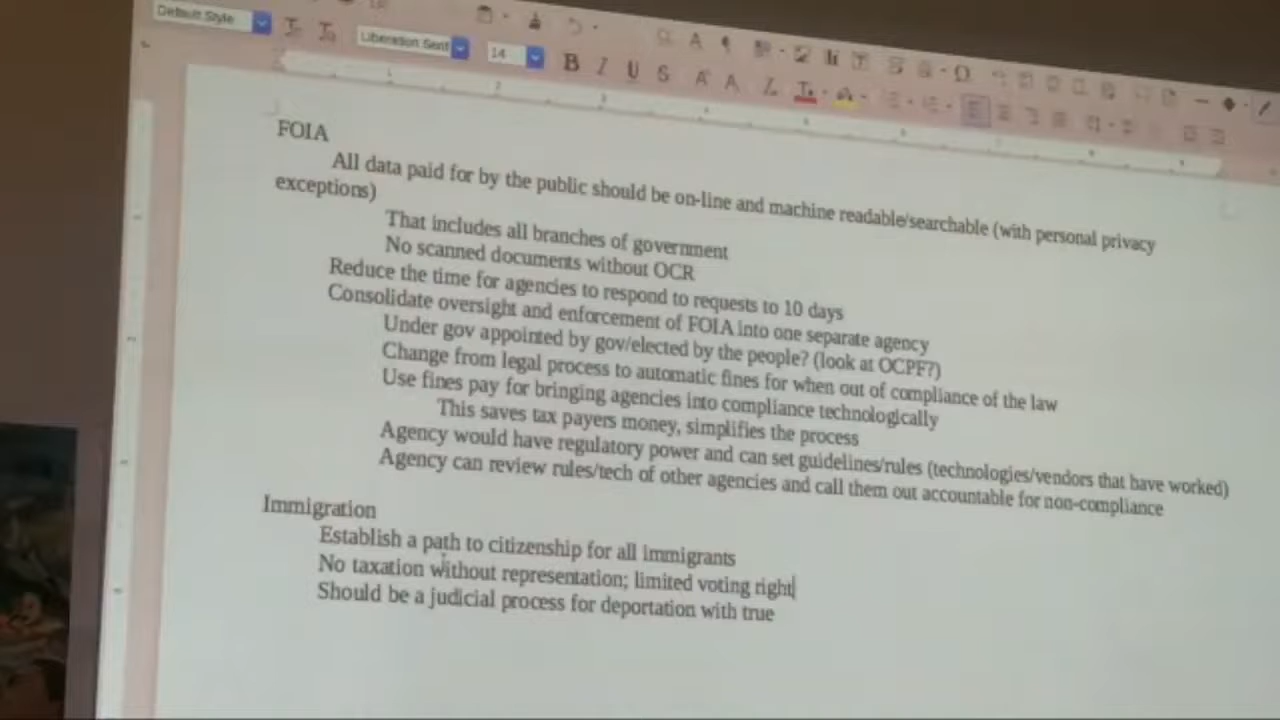 Default Style
Liberation Serif
14
FOIA
All data paid for by the public should be on-line and machine readable/searchable (with personal privacy
exceptions)
That includes all branches of government
No scanned documents without OCR
Reduce the time for agencies to respond to requests to 10 days
Consolidate oversight and enforcement of FOIA into one separate agency
Under gov appointed by gov/elected by the people? (look at OCPF?)
Change from legal process to automatic fines for when out of compliance of the law
Use fines pay for bringing agencies into compliance technologically
This saves tax payers money, simplifies the process
Agency would have regulatory power and can set guidelines/rules (technologies/vendors that have worked)
Agency can review rules/tech of other agencies and call them out accountable for non-compliance
Immigration
Establish a path to citizenship for all immigrants
No taxation without representation; limited voting right
Should be a judicial process for deportation with true